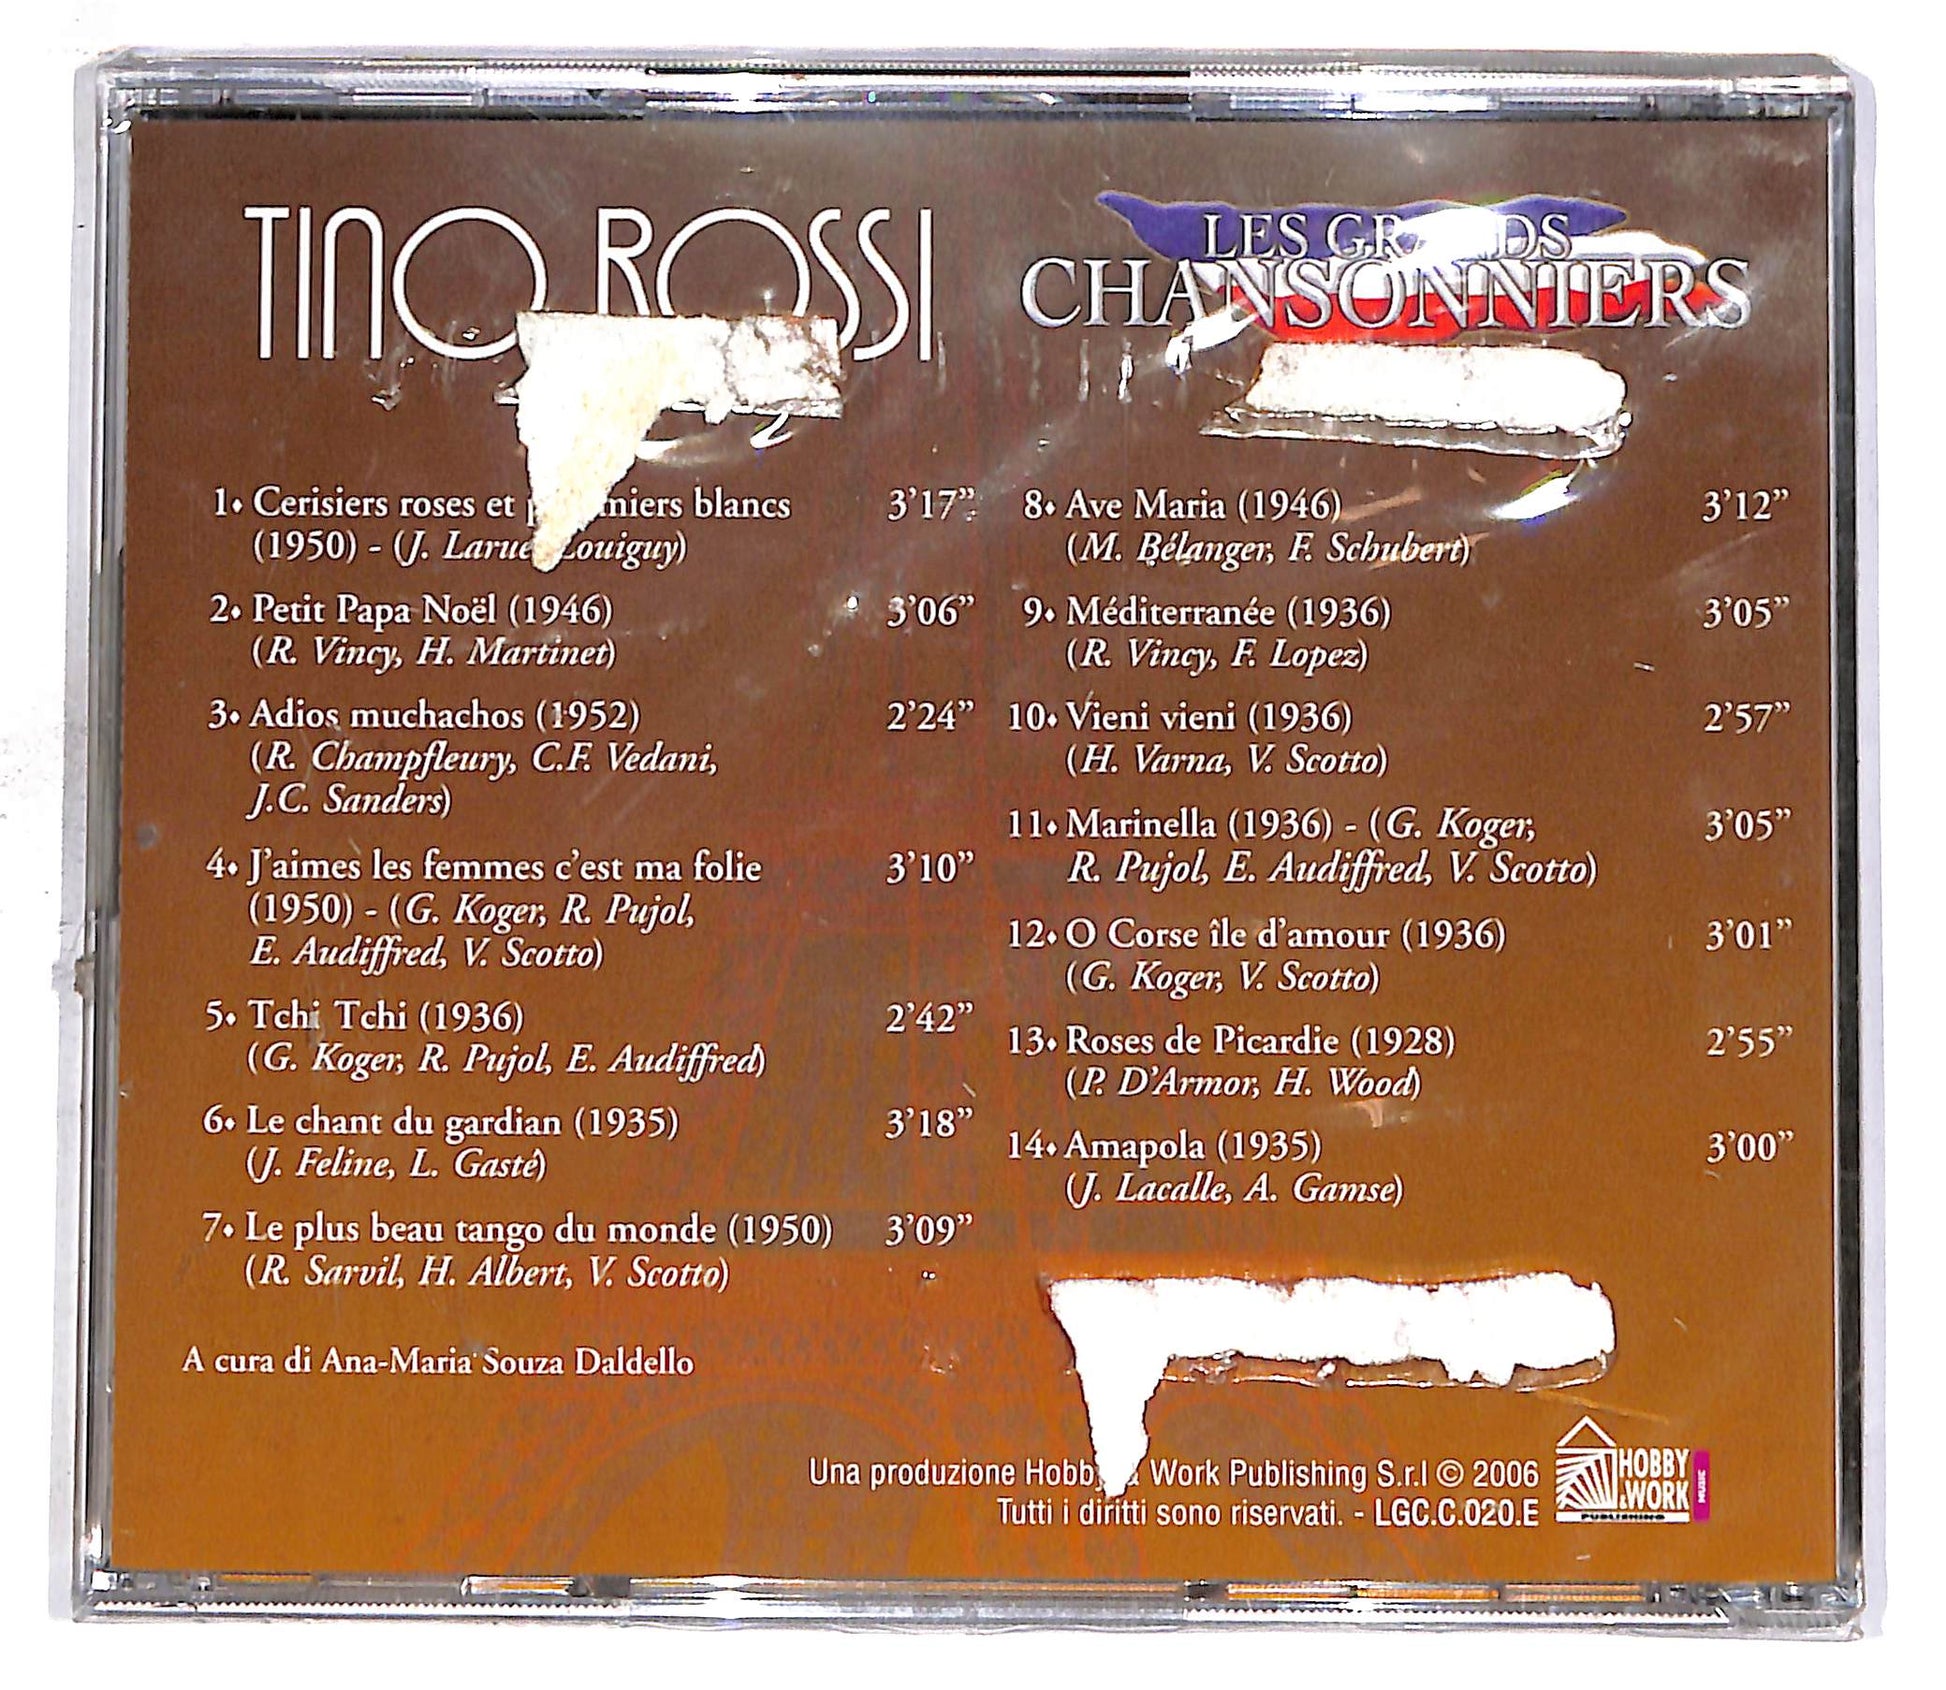 TINO ROSSI
LES GRANDS
CHANSONNIERS
1♦ Cerisiers roses et miers blancs 3’17”
(1950) - (J. Larue Louiguy)
2♦ Petit Papa Noël (1946) 3’06”
(R. Vincy, H. Martinet)
3♦ Adios muchachos (1952) 2’24”
(R. Champfleury, C.F. Vedani,
J.C. Sanders)
4♦ J’aimes les femmes c’est ma folie 3’10”
(1950) - (G. Koger, R. Pujol,
E. Audiffred, V. Scotto)
5♦ Tchi Tchi (1936) 2’42”
(G. Koger, R. Pujol, E. Audiffred)
6♦ Le chant du gardian (1935) 3’18”
(J. Feline, L. Gasté)
7♦ Le plus beau tango du monde (1950) 3’09”
(R. Sarvil, H. Albert, V. Scotto)
A cura di Ana-Maria Souza Daldello
8♦ Ave Maria (1946) 3’12”
(M. Bélanger, F. Schubert)
9♦ Méditerranée (1936) 3’05”
(R. Vincy, F. Lopez)
10♦ Vieni vieni (1936) 2’57”
(H. Varna, V. Scotto)
11♦ Marinella (1936) - (G. Koger, 3’05”
R. Pujol, E. Audiffred, V. Scotto)
12♦ O Corse île d’amour (1936) 3’01”
(G. Koger, V. Scotto)
13♦ Roses de Picardie (1928) 2’55”
(P. D’Armor, H. Wood)
14♦ Amapola (1935) 3’00”
(J. Lacalle, A. Gamse)
Una produzione Hobby & Work Publishing S.r.l © 2006
Tutti i diritti sono riservati. - LGC.C.020.E
HOBBY
&WORK
PUBLISHING
MUSIC